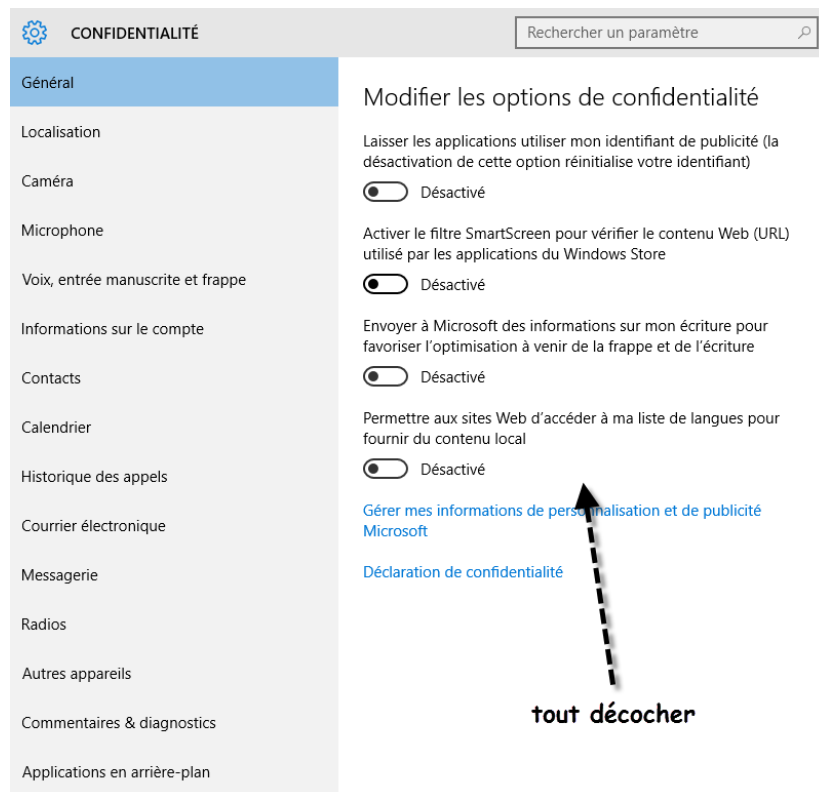 CONFIDENTIALITÉ
Rechercher un paramètre
Général
Localisation
Caméra
Microphone
Voix, entrée manuscrite et frappe
Informations sur le compte
Contacts
Calendrier
Historique des appels
Courrier électronique
Messagerie
Radios
Autres appareils
Commentaires & diagnostics
Applications en arrière-plan
Modifier les options de confidentialité
Laisser les applications utiliser mon identifiant de publicité (la
désactivation de cette option réinitialise votre identifiant)
Désactivé
Activer le filtre SmartScreen pour vérifier le contenu Web (URL)
utilisé par les applications du Windows Store
Désactivé
Envoyer à Microsoft des informations sur mon écriture pour
favoriser l’optimisation à venir de la frappe et de l’écriture
Désactivé
Permettre aux sites Web d’accéder à ma liste de langues pour
fournir du contenu local
Désactivé
Gérer mes informations de personnalisation et de publicité
Microsoft
Déclaration de confidentialité
tout décocher